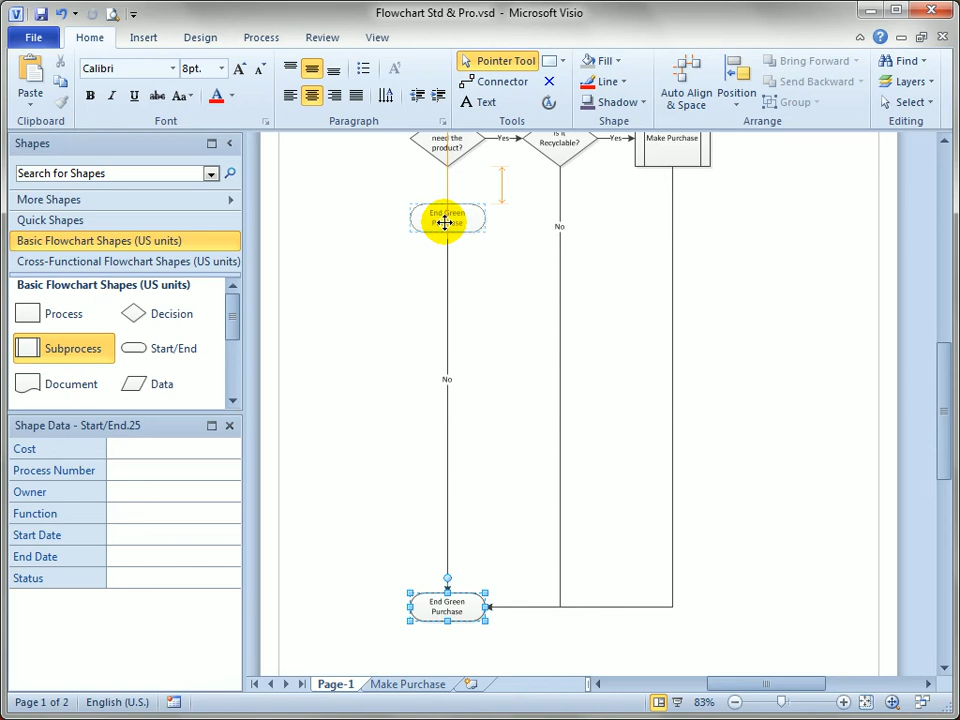 Flowchart Std & Pro.vsd - Microsoft Visio
File Home Insert Design Process Review View
Paste
Clipboard
Calibri 8pt.
Font
Paragraph
Pointer Tool
Connector
Text
Tools
Fill
Line
Shadow
Shape
Auto Align & Space
Position
Bring Forward
Send Backward
Group
Arrange
Find
Layers
Select
Editing
Shapes
Search for Shapes
More Shapes
Quick Shapes
Basic Flowchart Shapes (US units)
Cross-Functional Flowchart Shapes (US units)
Basic Flowchart Shapes (US units)
Process Decision
Subprocess Start/End
Document Data
Shape Data - Start/End.25
Cost
Process Number
Owner
Function
Start Date
End Date
Status
need the
product?
Yes
Is it
Recyclable?
Yes
Make Purchase
End Green
Purchase
No
No
End Green
Purchase
Page-1 Make Purchase
Page 1 of 2 English (U.S.) 83%